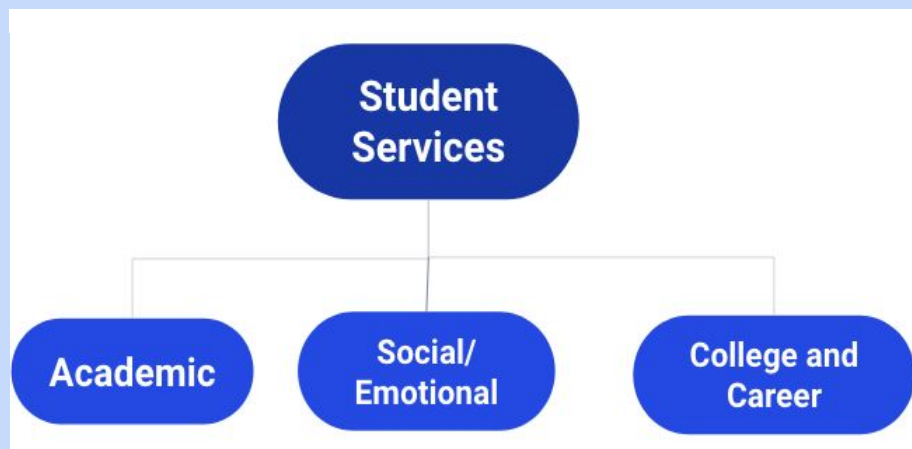 Student
Services
Academic
Social/
Emotional
College and
Career